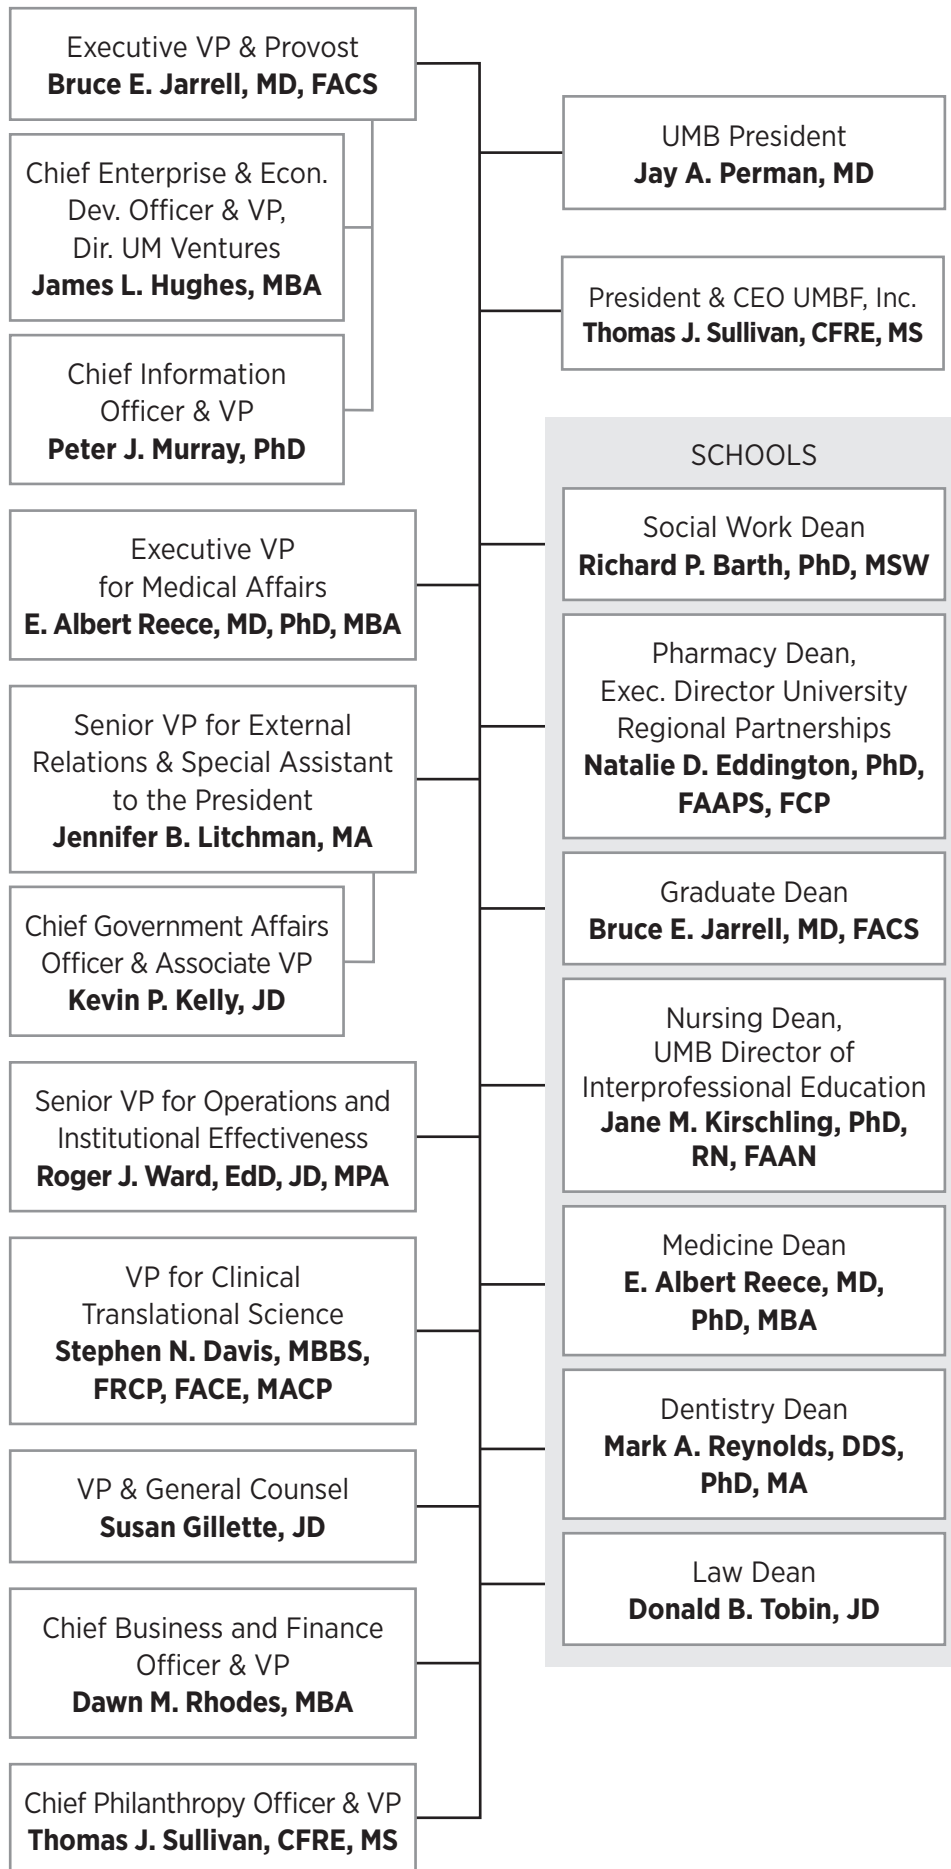 Executive VP & Provost
Bruce E. Jarrell, MD, FACS
Chief Enterprise & Econ.
Dev. Officer & VP,
Dir. UM Ventures
James L. Hughes, MBA
Chief Information
Officer & VP
Peter J. Murray, PhD
Executive VP
for Medical Affairs
E. Albert Reece, MD, PhD, MBA
Senior VP for External
Relations & Special Assistant
to the President
Jennifer B. Litchman, MA
Chief Government Affairs
Officer & Associate VP
Kevin P. Kelly, JD
Senior VP for Operations and
Institutional Effectiveness
Roger J. Ward, EdD, JD, MPA
VP for Clinical
Translational Science
Stephen N. Davis, MBBS,
FRCP, FACE, MACP
VP & General Counsel
Susan Gillette, JD
Chief Business and Finance
Officer & VP
Dawn M. Rhodes, MBA
Chief Philanthropy Officer & VP
Thomas J. Sullivan, CFRE, MS
UMB President
Jay A. Perman, MD
President & CEO UMBF, Inc.
Thomas J. Sullivan, CFRE, MS
SCHOOLS
Social Work Dean
Richard P. Barth, PhD, MSW
Pharmacy Dean,
Exec. Director University
Regional Partnerships
Natalie D. Eddington, PhD,
FAAPS, FCP
Graduate Dean
Bruce E. Jarrell, MD, FACS
Nursing Dean,
UMB Director of
Interprofessional Education
Jane M. Kirschling, PhD,
RN, FAAN
Medicine Dean
E. Albert Reece, MD,
PhD, MBA
Dentistry Dean
Mark A. Reynolds, DDS,
PhD, MA
Law Dean
Donald B. Tobin, JD